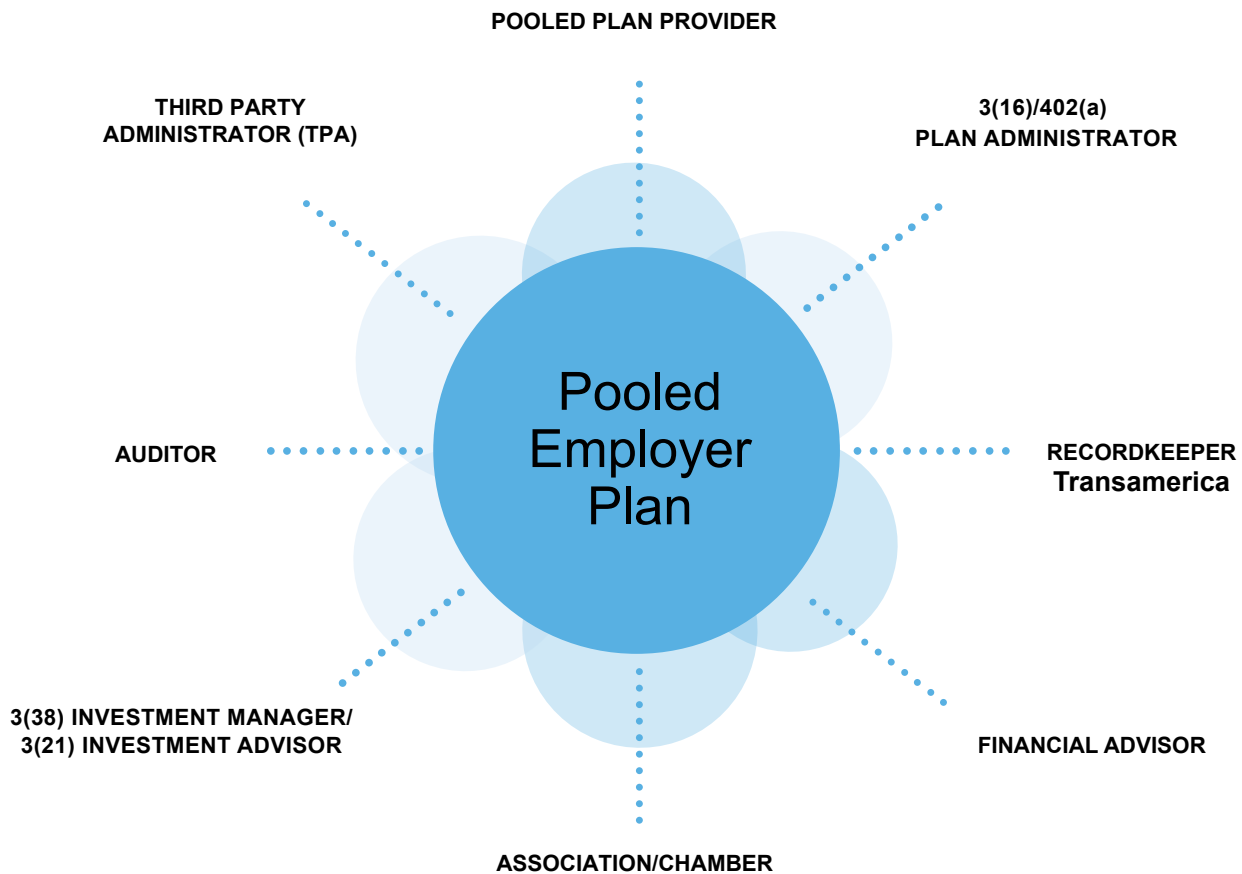 POOLED PLAN PROVIDER
THIRD PARTY
ADMINISTRATOR (TPA)
3(16)/402(a)
PLAN ADMINISTRATOR
Pooled
Employer
Plan
AUDITOR
RECORDKEEPER
Transamerica
3(38) INVESTMENT MANAGER/
3(21) INVESTMENT ADVISOR
FINANCIAL ADVISOR
ASSOCIATION/CHAMBER